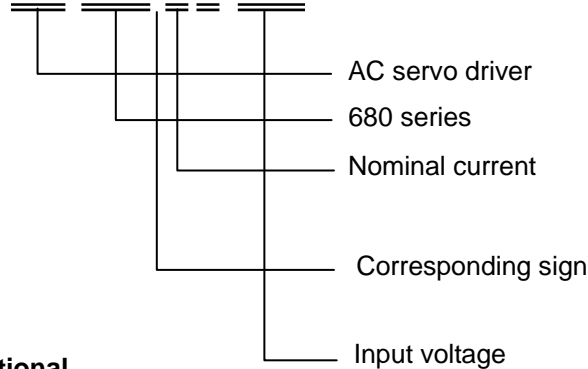 AC servo driver
680 series
Nominal current
Corresponding sign
Input voltage